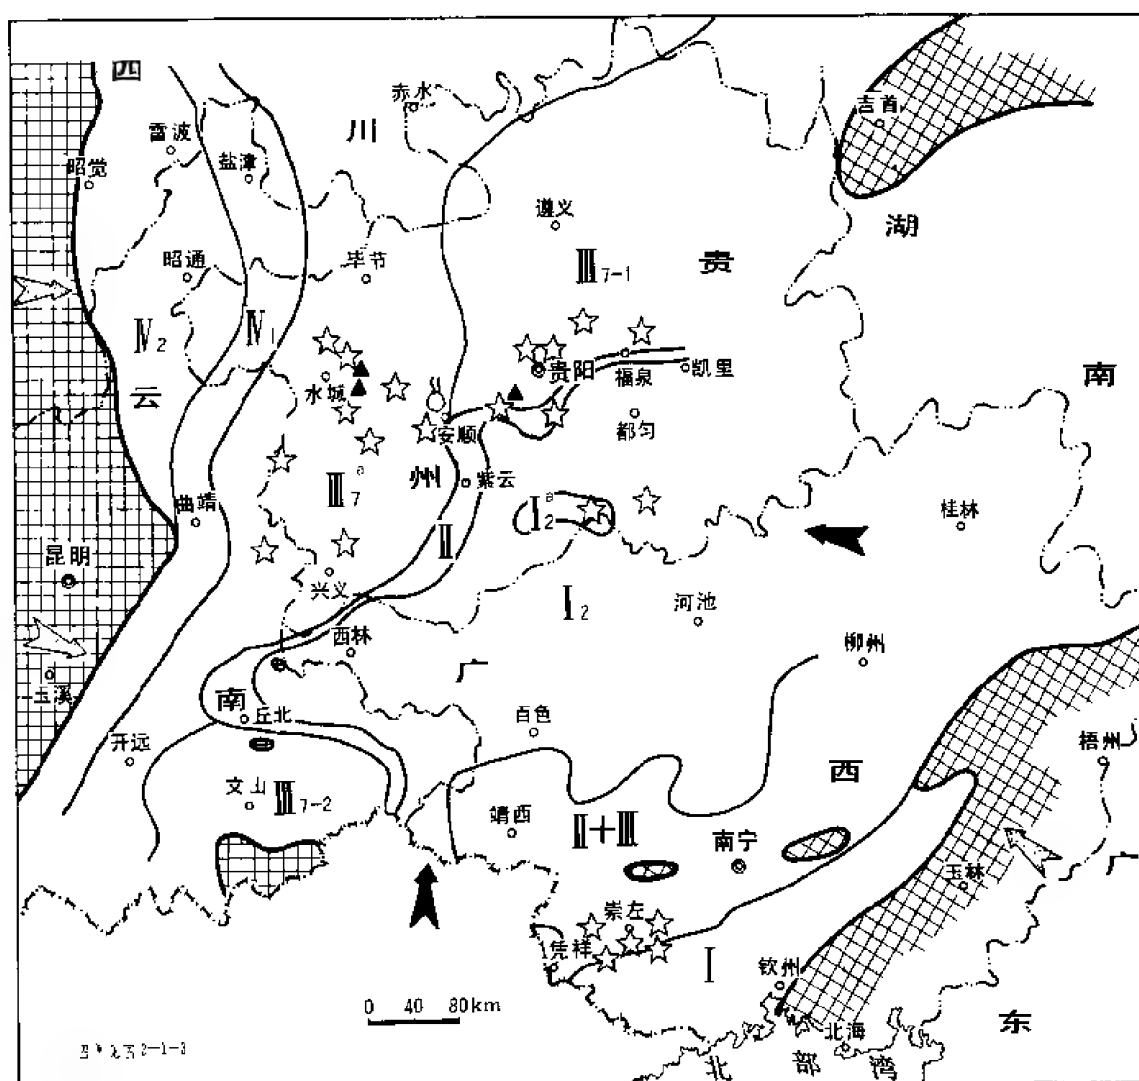 四
赤水
吉首
雷波
川
盐津
昭觉
遵义
湖
贵
Ⅲ7-1
昭通
毕节
Ⅳ2
Ⅳ1
云
水城
贵阳
福泉
凯里
南
安顺
都匀
州
紫云
Ⅲ7a
曲靖
Ⅰ2a
桂林
Ⅱ
昆明
兴义
Ⅰ2
河池
西林
柳州
广
玉溪
南
丘北
百色
开远
梧州
西
文山
Ⅲ7-2
靖西
Ⅱ+Ⅲ
南宁
广
玉林
崇左
凭祥
Ⅰ
钦州
0 40 80km
东
北海
北 部 湾